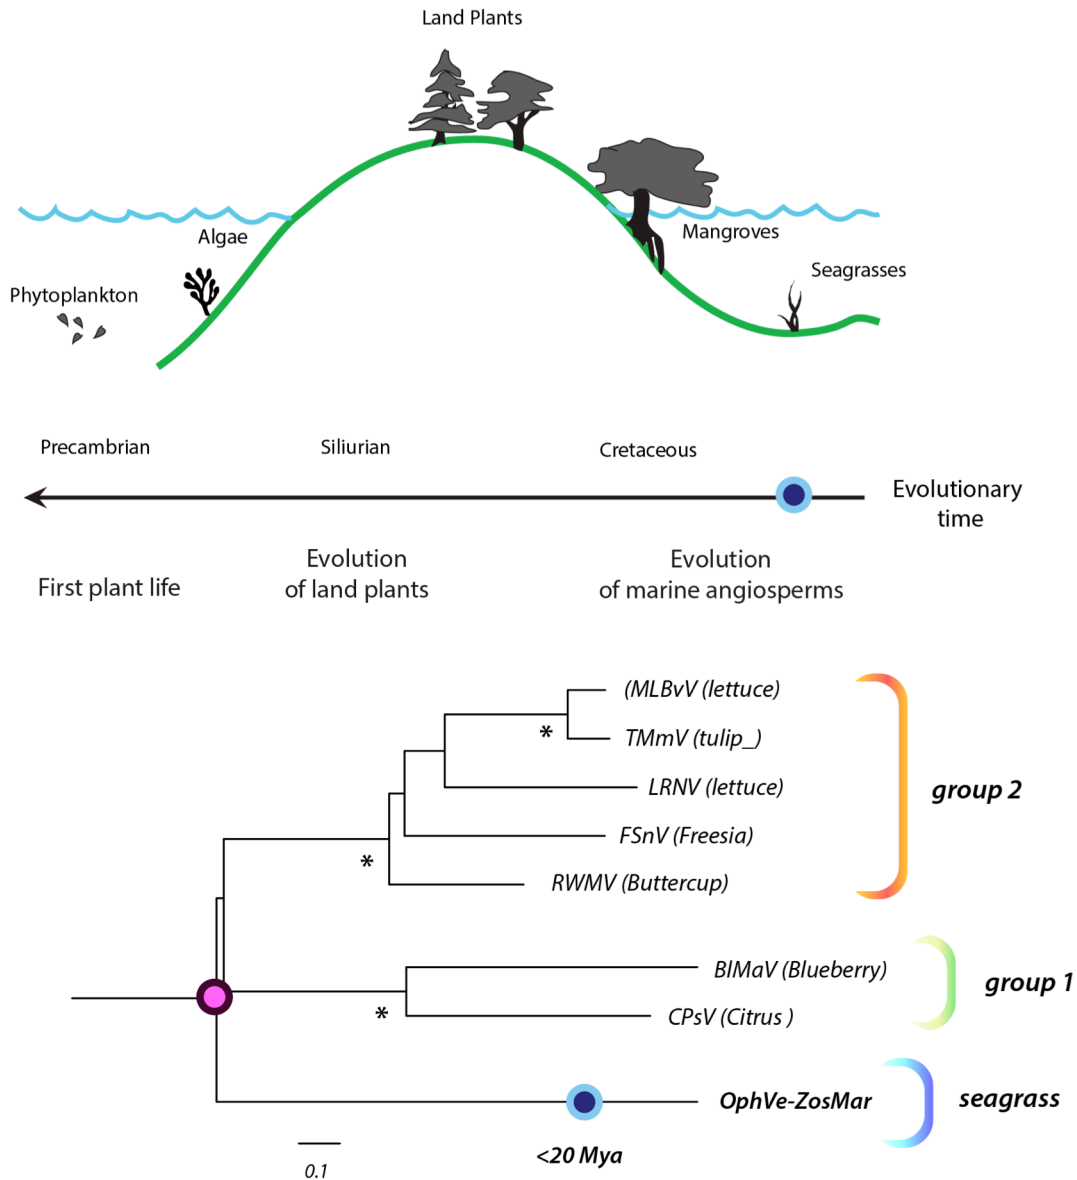 Land Plants
Algae
Mangroves
Seagrasses
Phytoplankton
Precambrian
Siliurian
Cretaceous
Evolutionary
time
First plant life
Evolution
of land plants
Evolution
of marine angiosperms
(MLBvV (lettuce)
*
TMmV (tulip_)
LRNV (lettuce)
group 2
FSnV (Freesia)
*
RWMV (Buttercup)
BlMaV (Blueberry)
group 1
*
CPsV (Citrus )
OphVe-ZosMar
seagrass
<20 Mya
0.1